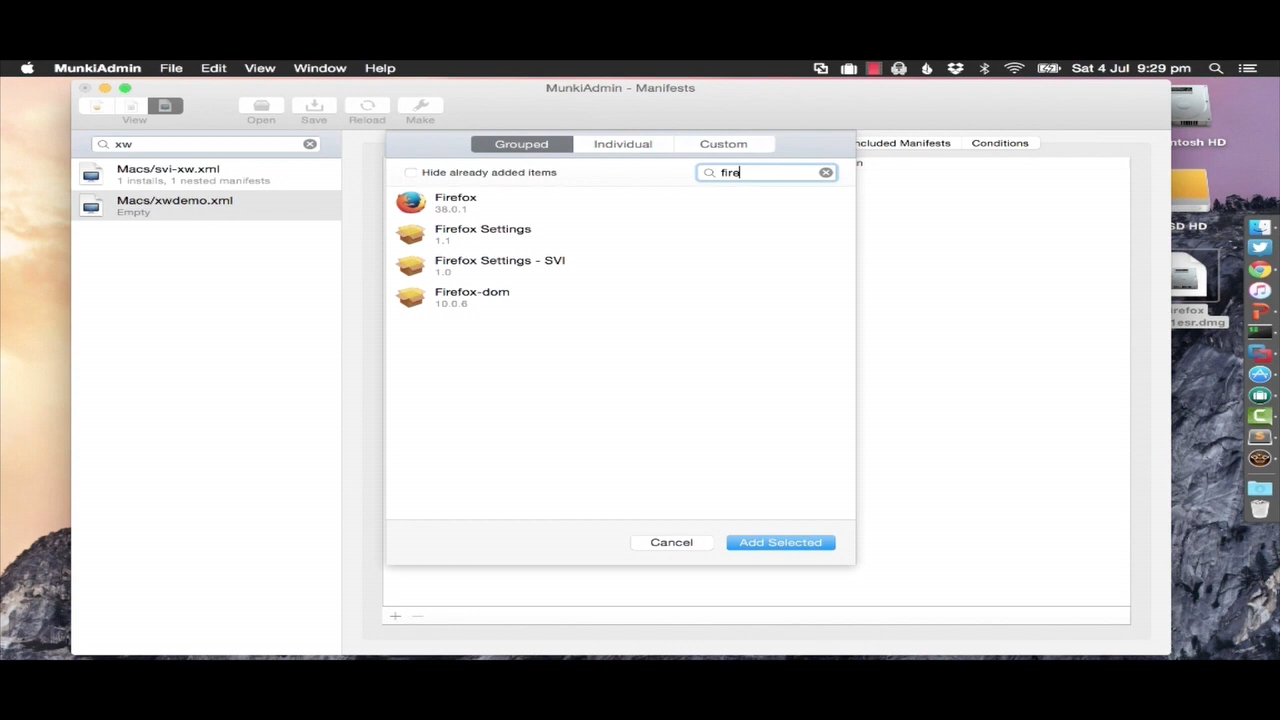 MunkiAdmin File Edit View Window Help Sat 4 Jul 9:29 pm
MunkiAdmin - Manifests
View Open Save Reload Make
xw
Macs/svi-xw.xml
1 installs, 1 nested manifests
Macs/xwdemo.xml
Empty
Grouped Individual Custom
Hide already added items
fire
Firefox
38.0.1
Firefox Settings
1.1
Firefox Settings - SVI
1.0
Firefox-dom
10.0.6
Cancel Add Selected
ncluded Manifests Conditions
n
ntosh HD
SD HD
irefox
1esr.dmg